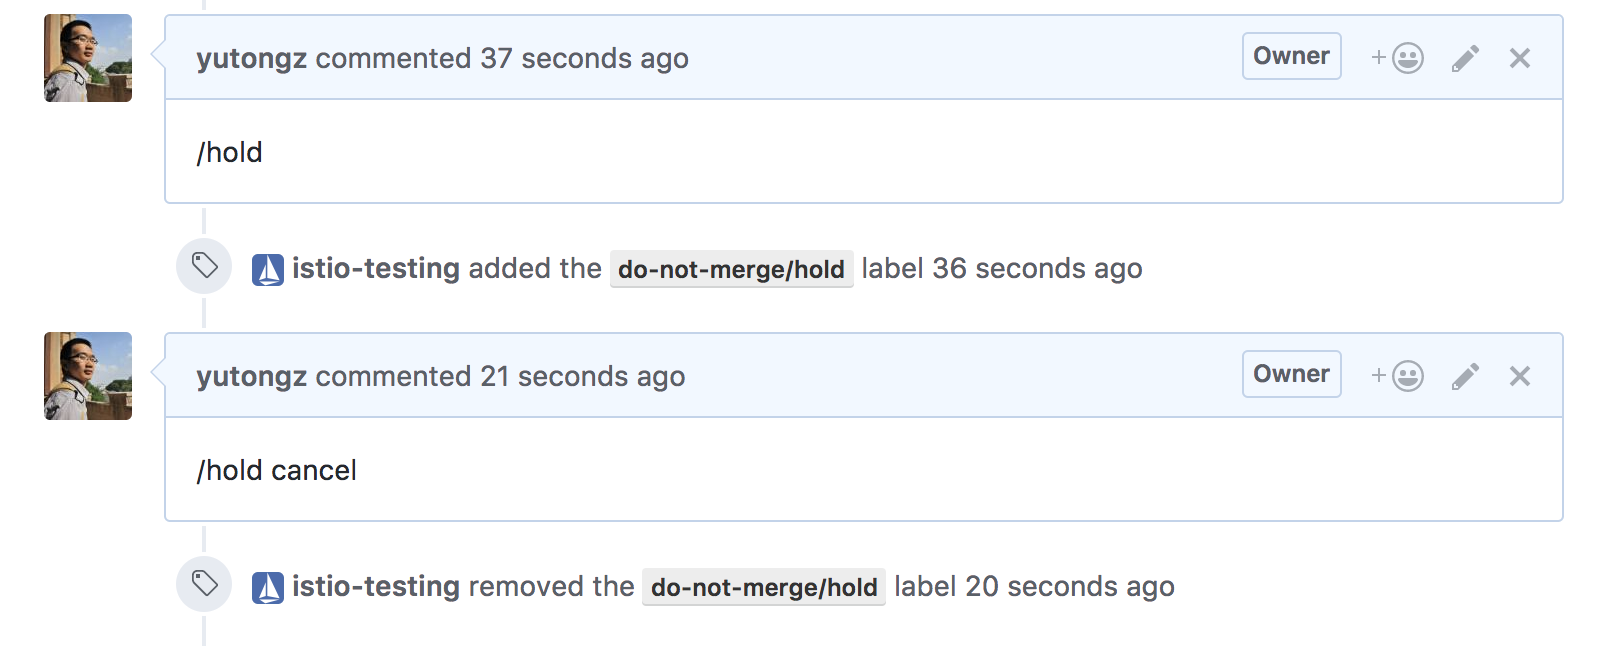 yutongz commented 37 seconds ago Owner
/hold
istio-testing added the do-not-merge/hold label 36 seconds ago
yutongz commented 21 seconds ago Owner
/hold cancel
istio-testing removed the do-not-merge/hold label 20 seconds ago